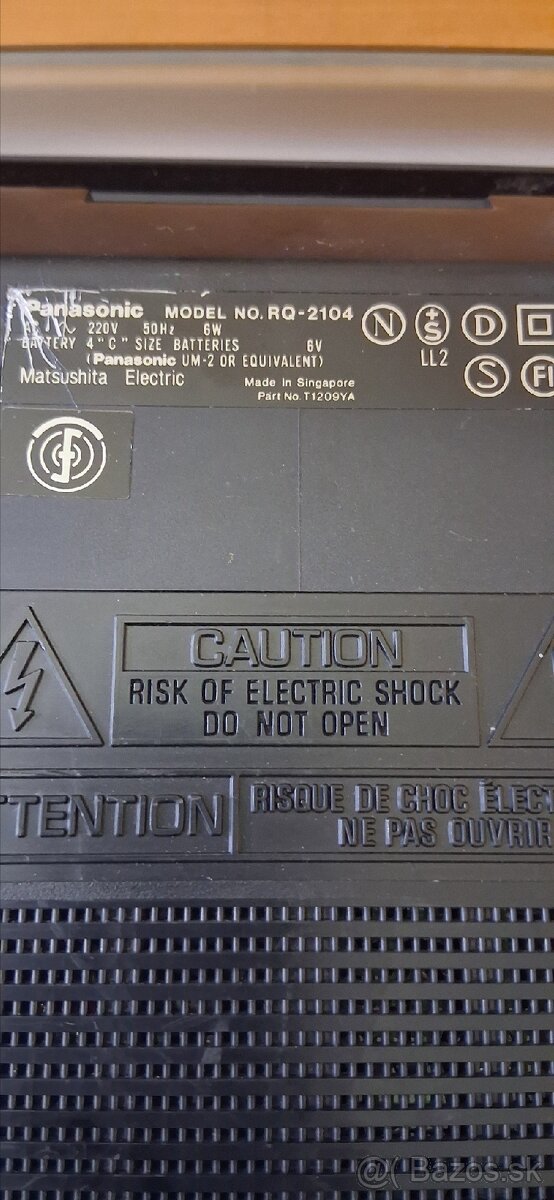 Panasonic MODEL NO. RQ-2104
220V 50Hz 6W
BATTERY 4 "C" SIZE BATTERIES 6V
(Panasonic UM-2 OR EQUIVALENT)
Matsushita Electric
Made in Singapore
Part No. T1209YA
N
+S
D
LL2
S
FI
CAUTION
RISK OF ELECTRIC SHOCK
DO NOT OPEN
TTENTION
RISQUE DE CHOC ÉLECT
NE PAS OUVRIR
@( Bazos.sk